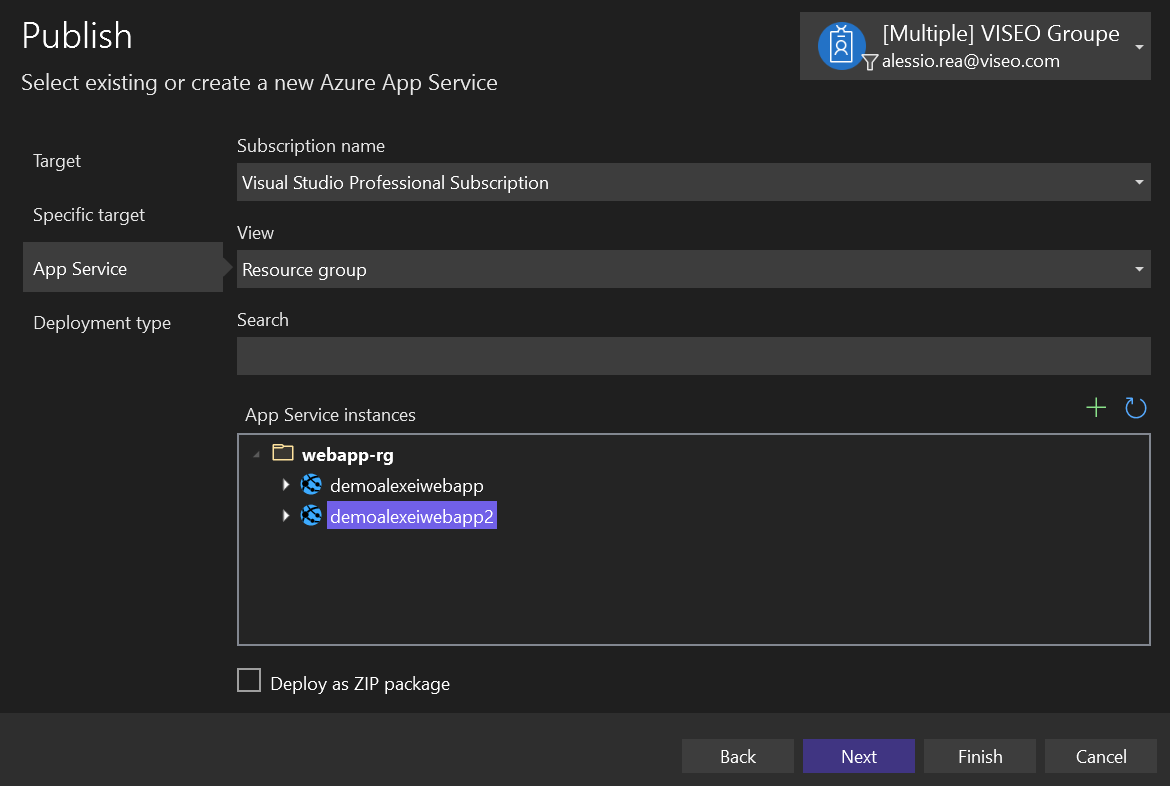 Publish
Select existing or create a new Azure App Service
[Multiple] VISEO Groupe
alessio.rea@viseo.com
Target
Specific target
App Service
Deployment type
Subscription name
Visual Studio Professional Subscription
View
Resource group
Search
App Service instances
webapp-rg
demoalexeiwebapp
demoalexeiwebapp2
Deploy as ZIP package
Back
Next
Finish
Cancel